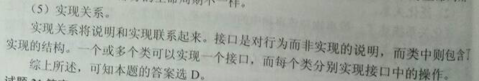 （5）实现关系。
实现关系将说明和实现联系起来。接口是对行为而非实现的说明，而类中则包含
实现的结构。一个或多个类可以实现一个接口，而每个类分别实现接口中的操作。
综上所述，可知本题的答案选 D。